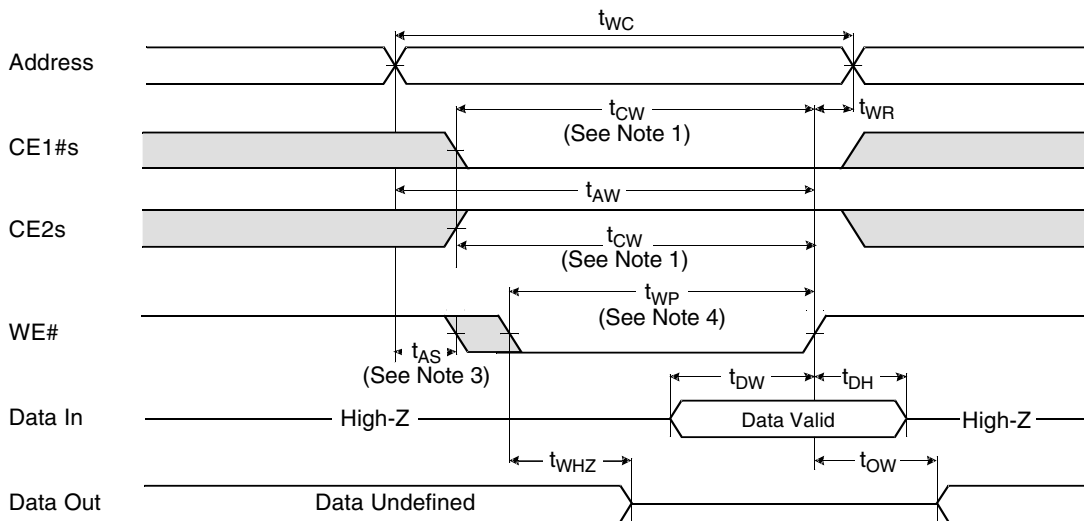 tWC
Address
tCW
(See Note 1)
tWR
CE1#s
tAW
CE2s
tCW
(See Note 1)
tWP
(See Note 4)
WE#
tAS
(See Note 3)
tDW
tDH
Data In
High-Z
Data Valid
High-Z
tWHZ
tOW
Data Out
Data Undefined